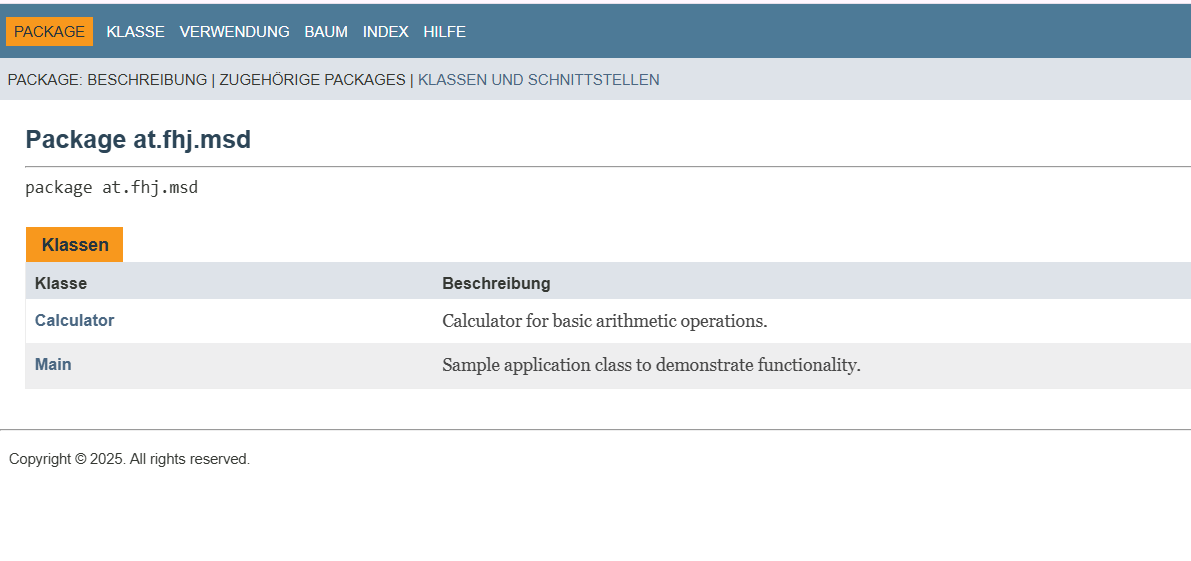 PACKAGE KLASSE VERWENDUNG BAUM INDEX HILFE
PACKAGE: BESCHREIBUNG | ZUGEHÖRIGE PACKAGES | KLASSEN UND SCHNITTSTELLEN
Package at.fhj.msd
package at.fhj.msd
Klassen
Klasse Beschreibung
Calculator Calculator for basic arithmetic operations.
Main Sample application class to demonstrate functionality.
Copyright © 2025. All rights reserved.